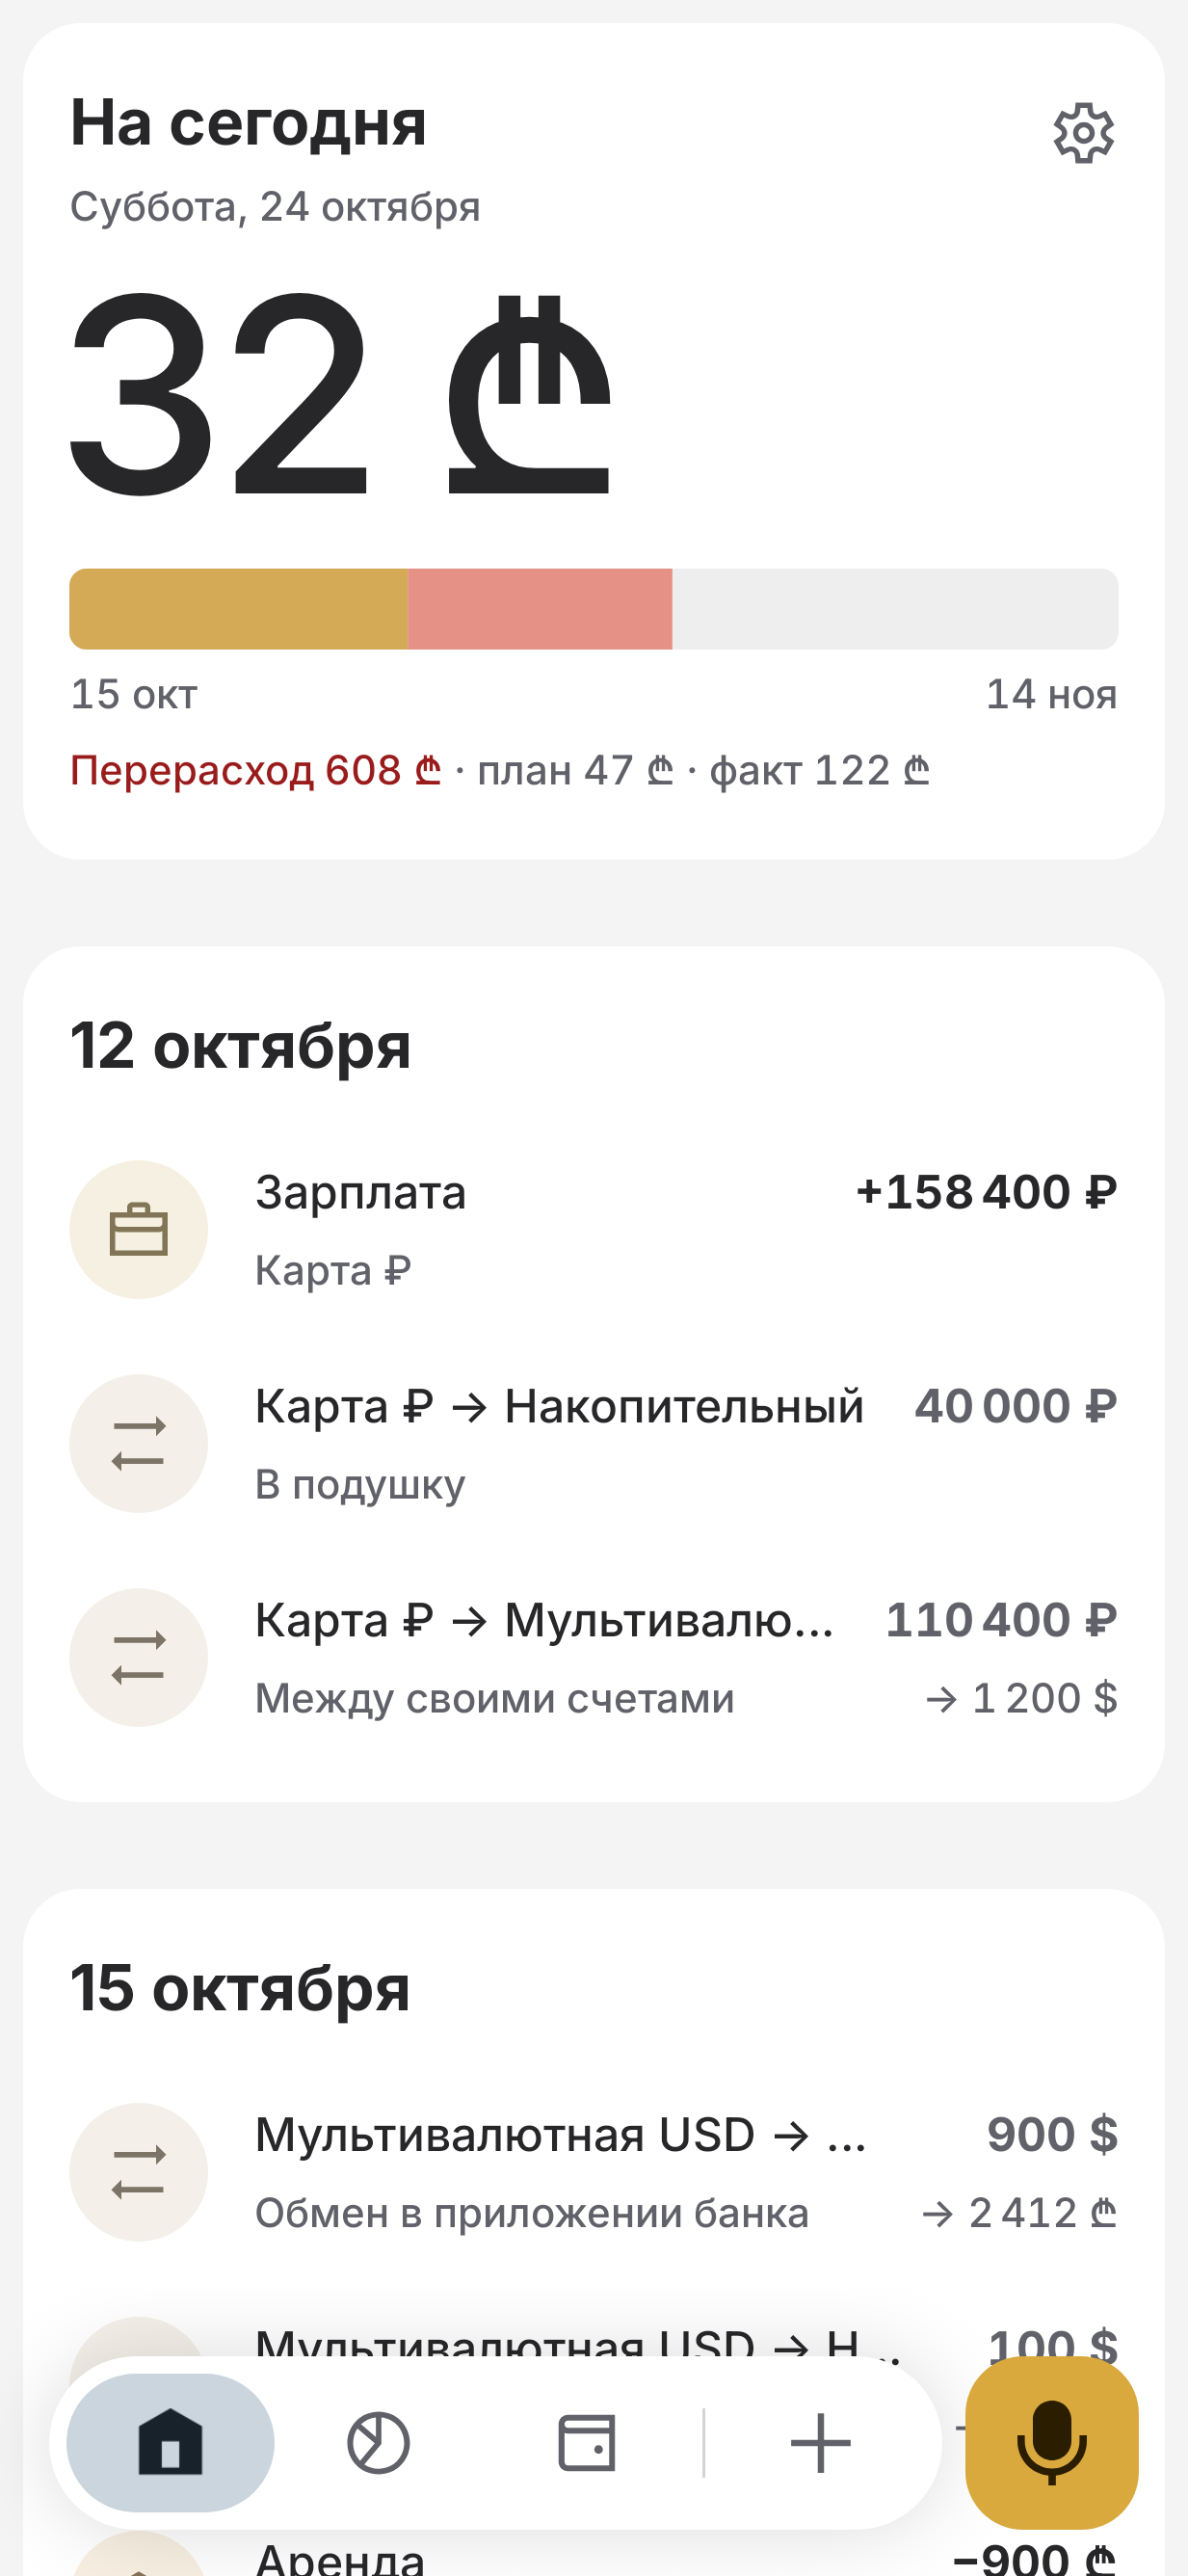 На сегодня
Суббота, 24 октября
32 ₾
15 окт
14 ноя
Перерасход 608 ₾ · план 47 ₾ · факт 122 ₾
12 октября
Зарплата +158 400 ₽
Карта ₽
Карта ₽ → Накопительный 40 000 ₽
В подушку
Карта ₽ → Мультивалю... 110 400 ₽
Между своими счетами → 1 200 $
15 октября
Мультивалютная USD → ... 900 $
Обмен в приложении банка → 2 412 ₾
Мультивалютная USD → Н... 100 $
Аренда −900 ₾